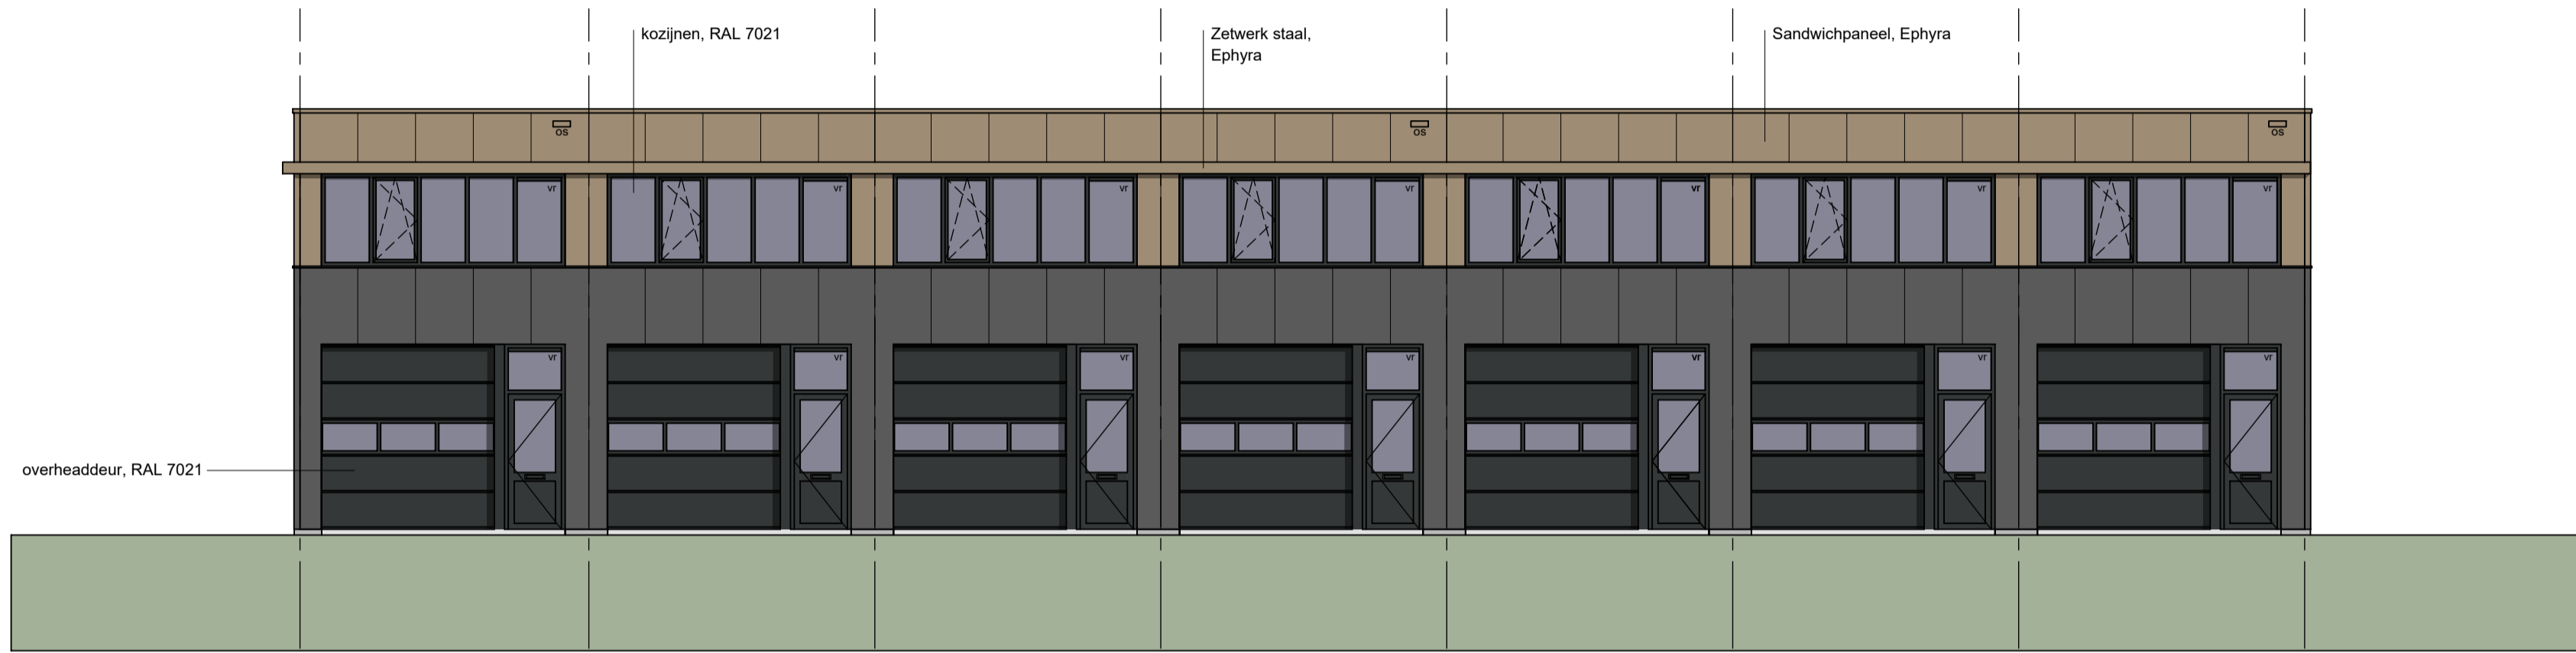 kozijnen, RAL 7021
Zetwerk staal,
Ephyra
Sandwichpaneel, Ephyra
os
os
os
vr
vr
vr
vr
vr
vr
vr
vr
vr
vr
vr
vr
vr
vr
overheaddeur, RAL 7021